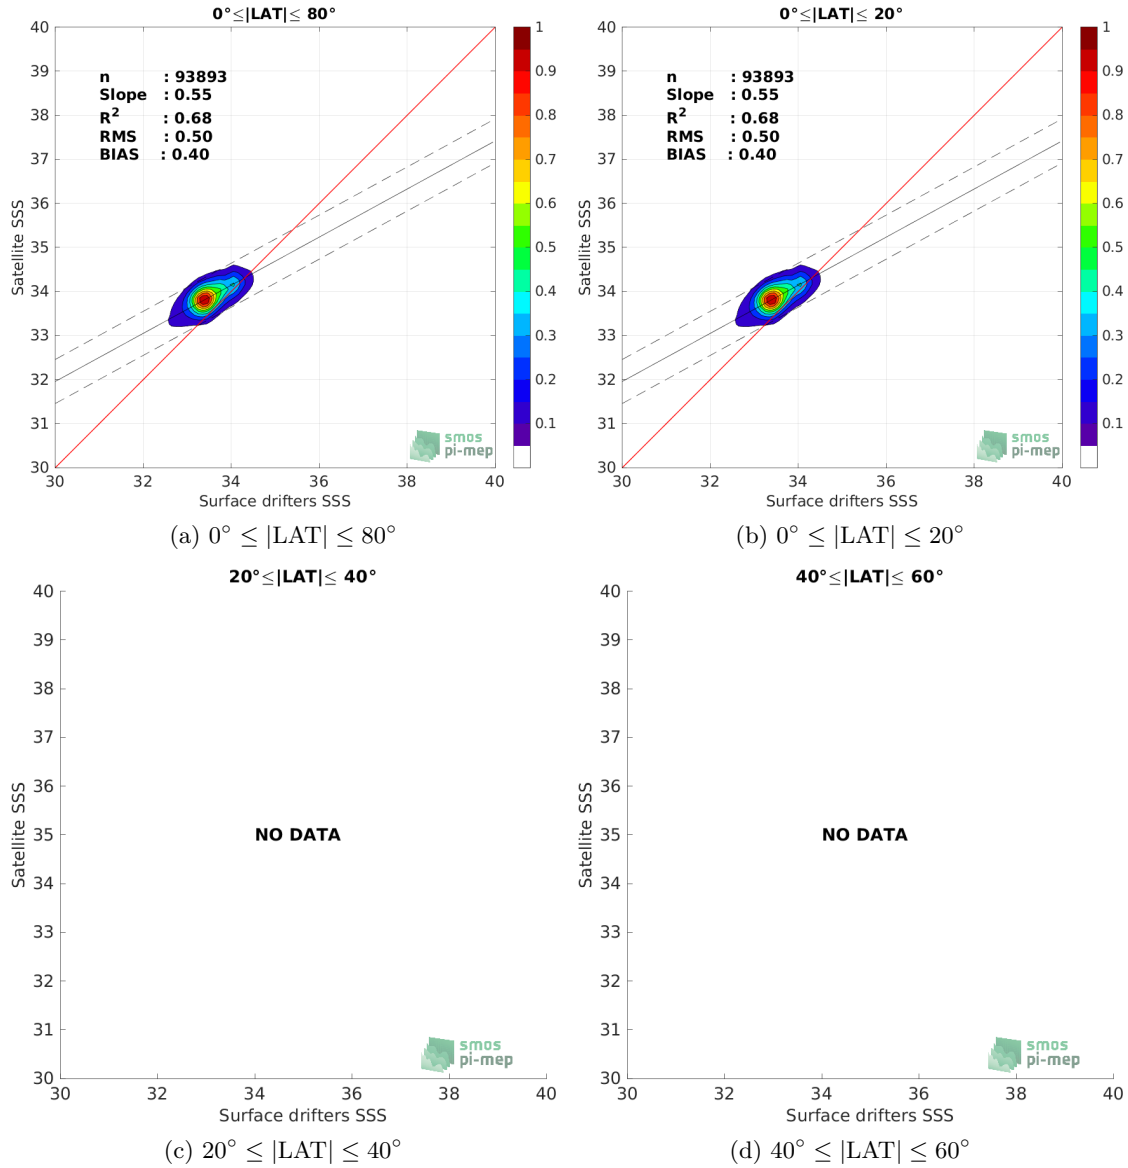 0°≤|LAT|≤ 80°
40
39
38
37
36
35
34
33
32
31
30
Satellite SSS
n : 93893
Slope : 0.55
R² : 0.68
RMS : 0.50
BIAS : 0.40
smos
pi-mep
30 32 34 36 38 40
Surface drifters SSS
1
0.9
0.8
0.7
0.6
0.5
0.4
0.3
0.2
0.1
(a) 0° ≤ |LAT| ≤ 80°
0°≤|LAT|≤ 20°
40
39
38
37
36
35
34
33
32
31
30
Satellite SSS
n : 93893
Slope : 0.55
R² : 0.68
RMS : 0.50
BIAS : 0.40
smos
pi-mep
30 32 34 36 38 40
Surface drifters SSS
1
0.9
0.8
0.7
0.6
0.5
0.4
0.3
0.2
0.1
(b) 0° ≤ |LAT| ≤ 20°
20°≤|LAT|≤ 40°
40
39
38
37
36
35
34
33
32
31
30
Satellite SSS
NO DATA
smos
pi-mep
30 32 34 36 38 40
Surface drifters SSS
(c) 20° ≤ |LAT| ≤ 40°
40°≤|LAT|≤ 60°
40
39
38
37
36
35
34
33
32
31
30
Satellite SSS
NO DATA
smos
pi-mep
30 32 34 36 38 40
Surface drifters SSS
(d) 40° ≤ |LAT| ≤ 60°